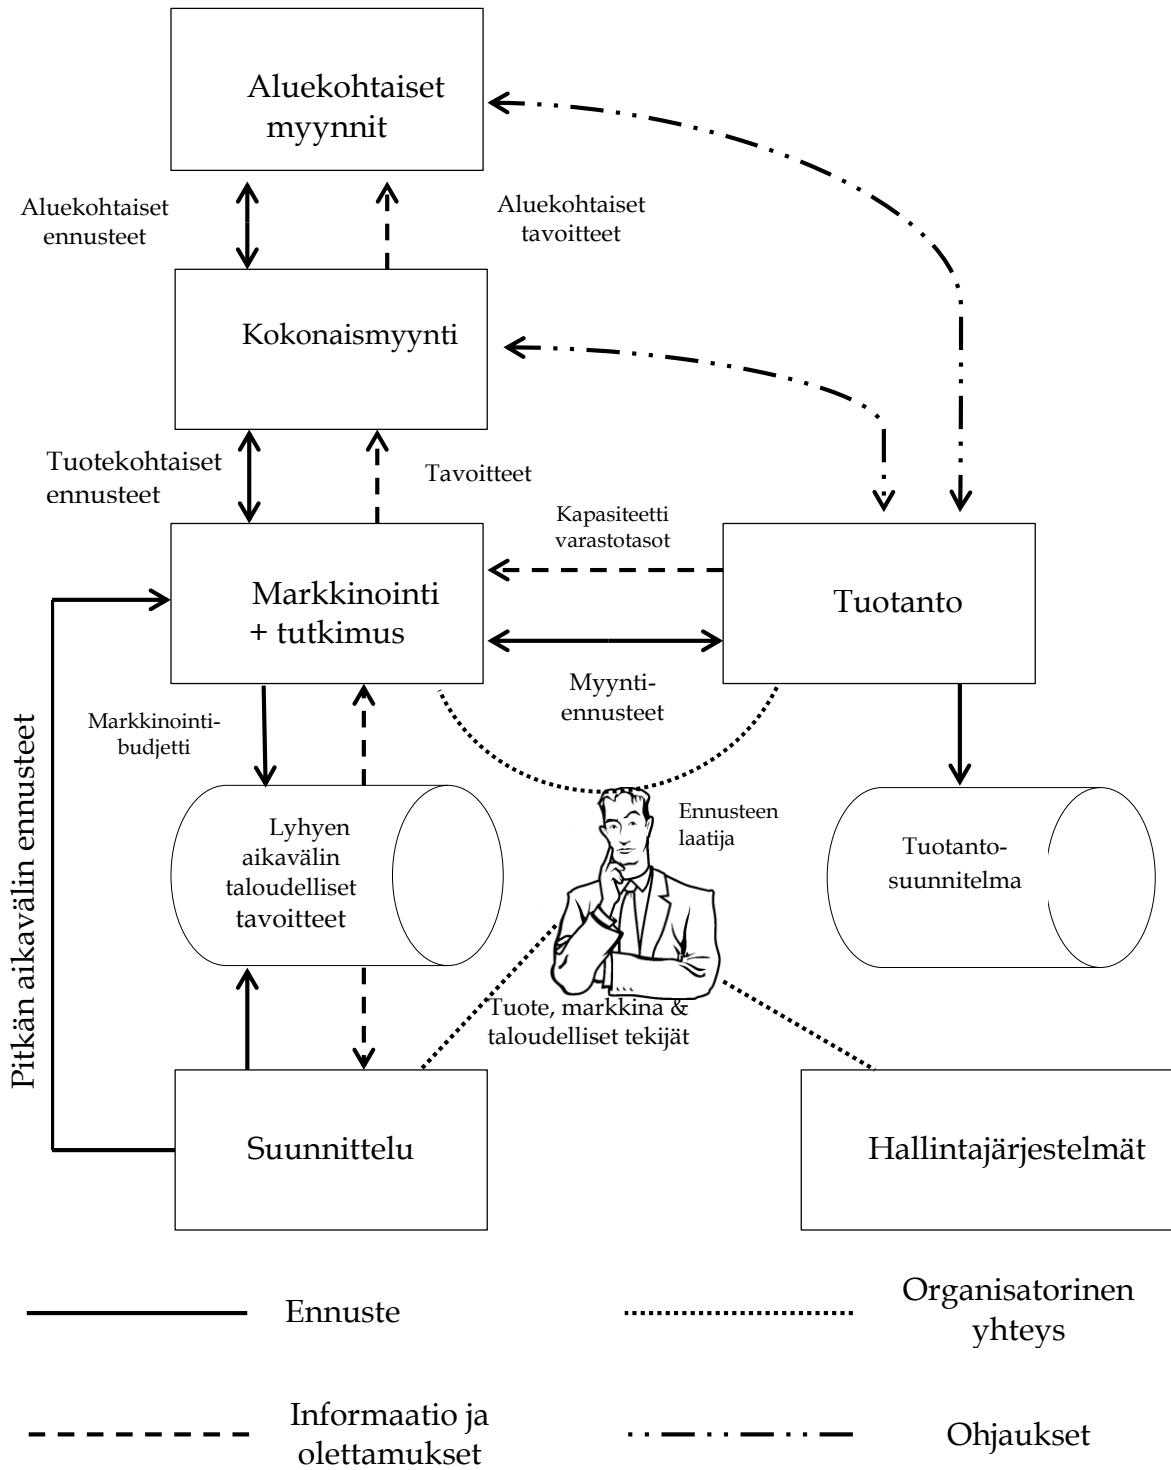 Aluekohtaiset
myynnit
Aluekohtaiset
ennusteet
Aluekohtaiset
tavoitteet
Kokonaismyynti
Tuotekohtaiset
ennusteet
Tavoitteet
Kapasiteetti
varastotasot
Markkinointi
+ tutkimus
Tuotanto
Myynti-
ennusteet
Pitkän aikavälin ennusteet
Markkinointi-
budjetti
Lyhyen
aikavälin
taloudelliset
tavoitteet
Ennusteen
laatija
Tuotanto-
suunnitelma
Tuote, markkina &
taloudelliset tekijät
Suunnittelu
Hallintajärjestelmät
Ennuste
Organisatorinen
yhteys
Informaatio ja
olettamukset
Ohjaukset